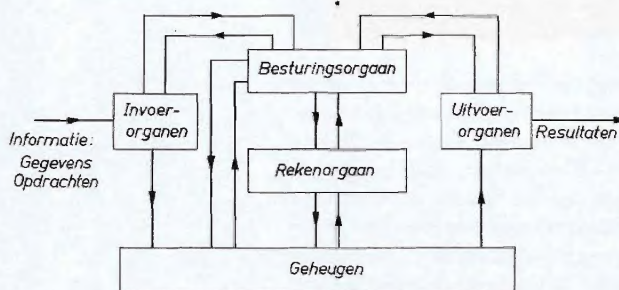 Besturingsorgaan
Invoer-
organen
Uitvoer-
organen
Informatie:
Gegevens
Opdrachten
Resultaten
Rekenorgaan
Geheugen